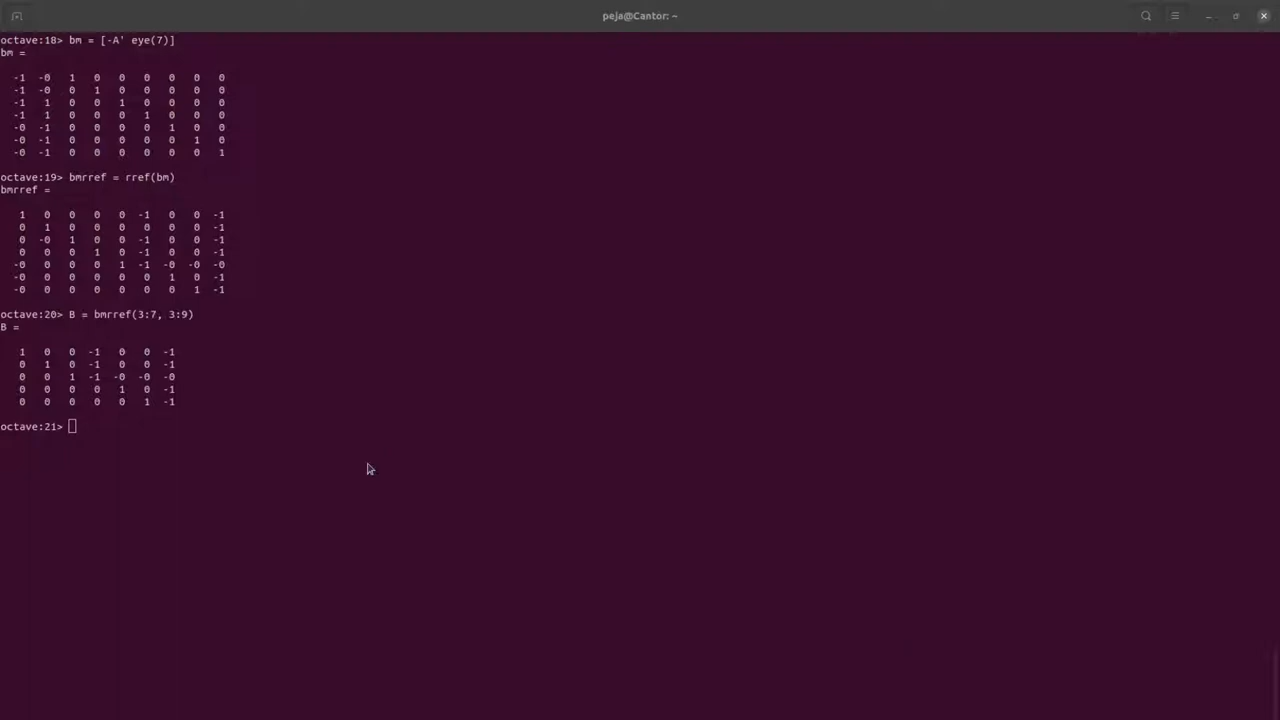 peja@Cantor: ~
octave:18> bm = [-A' eye(7)]
bm =
-1 -0 1 0 0 0 0 0 0
-1 -0 0 1 0 0 0 0 0
-1 1 0 0 1 0 0 0 0
-1 1 0 0 0 1 0 0 0
-0 -1 0 0 0 0 1 0 0
-0 -1 0 0 0 0 0 1 0
-0 -1 0 0 0 0 0 0 1
octave:19> bmrref = rref(bm)
bmrref =
1 0 0 0 0 -1 0 0 -1
0 1 0 0 0 0 0 0 -1
0 -0 1 0 0 -1 0 0 -1
0 0 0 1 0 -1 0 0 -1
-0 0 0 0 1 -1 -0 -0 -0
-0 0 0 0 0 0 1 0 -1
-0 0 0 0 0 0 0 1 -1
octave:20> B = bmrref(3:7, 3:9)
B =
1 0 0 -1 0 0 -1
0 1 0 -1 0 0 -1
0 0 1 -1 -0 -0 -0
0 0 0 0 1 0 -1
0 0 0 0 0 1 -1
octave:21>